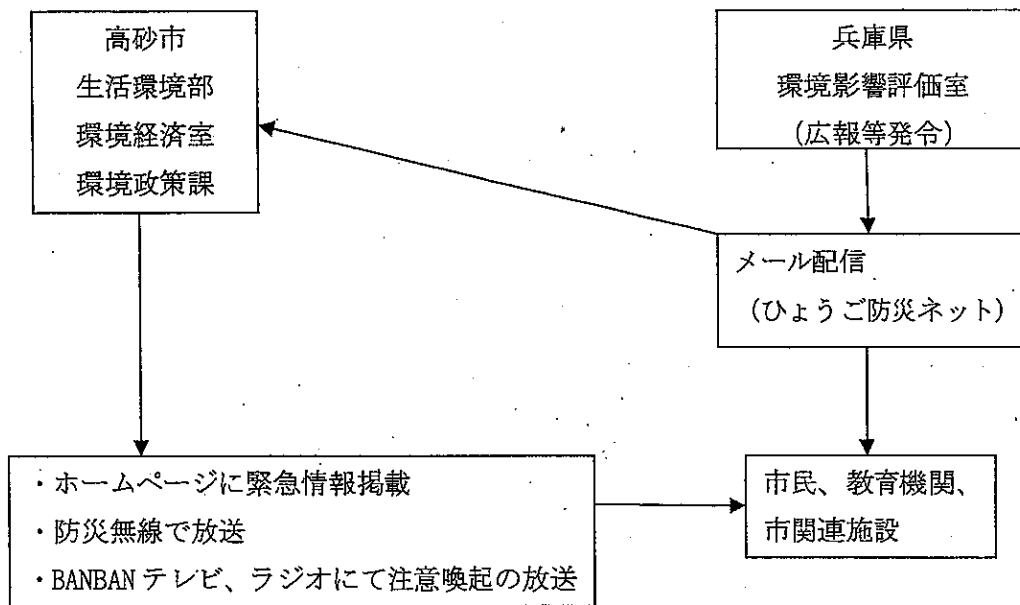 高砂市
生活環境部
環境経済室
環境政策課
兵庫県
環境影響評価室
(広報等発令)
メール配信
(ひょうご防災ネット)
・ホームページに緊急情報掲載
・防災無線で放送
・BANBANテレビ、ラジオにて注意喚起の放送
市民、教育機関、
市関連施設